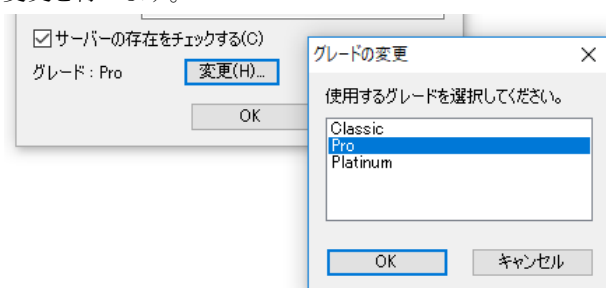 サーバーの存在をチェックする(C)
グレード : Pro
変更(H)...
OK
グレードの変更
使用するグレードを選択してください。
Classic
Pro
Platinum
OK
キャンセル